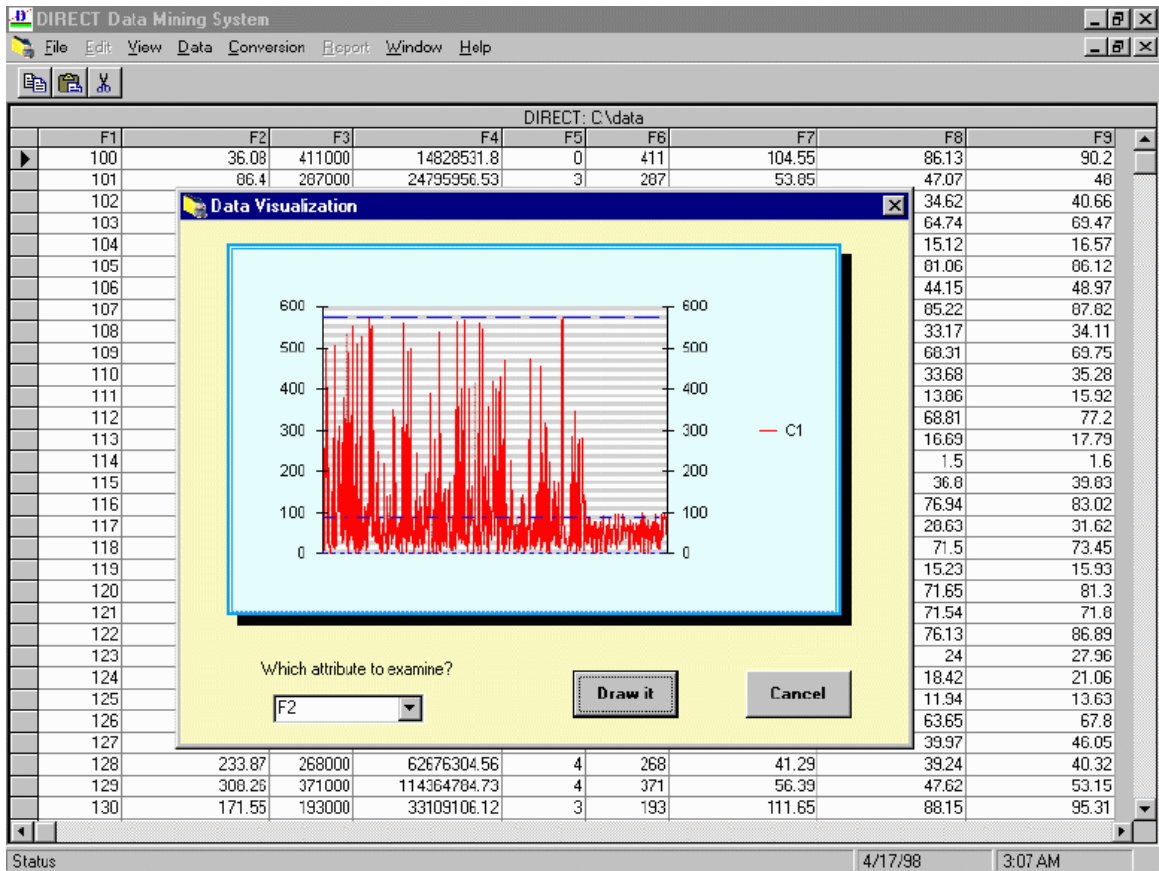 DIRECT Data Mining System
File Edit View Data Conversion Report Window Help
DIRECT: C:\data
F1 F2 F3 F4 F5 F6 F7 F8 F9
100 36.08 411000 14828531.8 0 411 104.55 86.13 90.2
101 86.4 287000 24795956.53 3 287 53.85 47.07 48
102 34.62 40.66
103 64.74 69.47
104 15.12 16.57
105 81.06 86.12
106 44.15 48.97
107 85.22 87.82
108 33.17 34.11
109 68.31 69.75
110 33.68 35.28
111 13.86 15.92
112 68.81 77.2
113 16.69 17.79
114 1.5 1.6
115 36.8 39.83
116 76.94 83.02
117 28.63 31.62
118 71.5 73.45
119 15.23 15.93
120 71.65 81.3
121 71.54 71.8
122 76.13 86.89
123 24 27.96
124 18.42 21.06
125 11.94 13.63
126 63.65 67.8
127 39.97 46.05
128 233.87 268000 62676304.56 4 268 41.29 39.24 40.32
129 308.26 371000 114364784.73 4 371 56.39 47.62 53.15
130 171.55 193000 33109106.12 3 193 111.65 88.15 95.31
Data Visualization
600 600
500 500
400 400
300 300
C1
200 200
100 100
0 0
Which attribute to examine?
F2
Draw it
Cancel
Status 4/17/98 3:07 AM